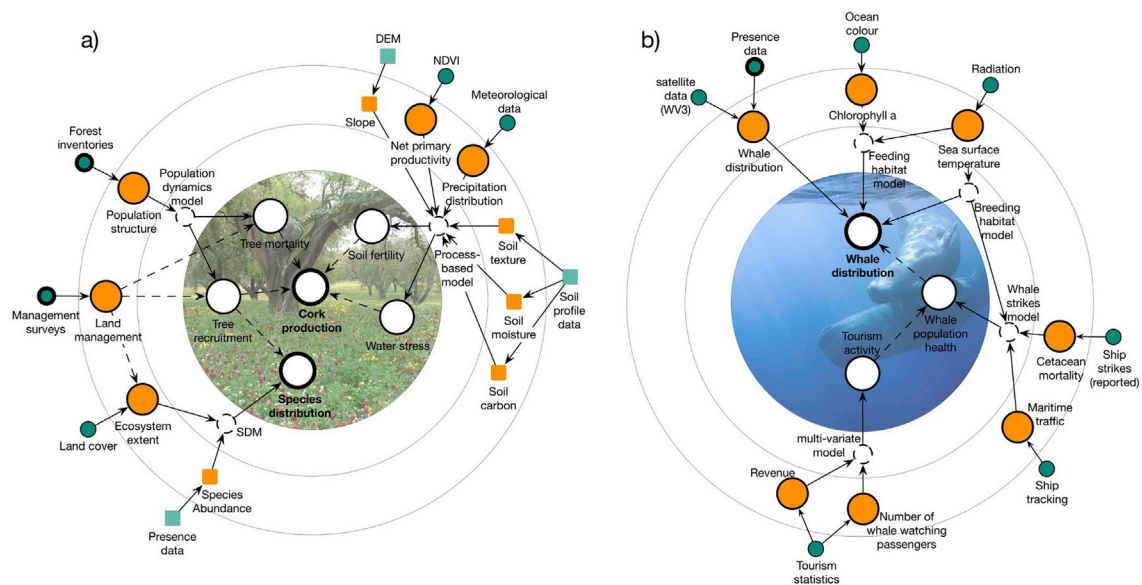 a)
DEM
NDVI
Meteorological
data
Slope
Net primary
productivity
Precipitation
distribution
Forest
inventories
Population
dynamics
model
Population
structure
Tree mortality
Soil fertility
Process-
based model
Soil
texture
Soil
profile
data
Management
surveys
Land
management
Tree
recruitment
Cork
production
Water stress
Soil
moisture
Soil
carbon
Species
distribution
Ecosystem
extent
SDM
Land cover
Species
Abundance
Presence
data
b)
Ocean
colour
Presence
data
satellite
data
(WV3)
Radiation
Chlorophyll a
Whale
distribution
Feeding
habitat
model
Sea surface
temperature
Breeding
habitat
model
Whale
distribution
Whale
strikes
model
Tourism
activity
Whale
population
health
Cetacean
mortality
Ship
strikes
(reported)
Maritime
traffic
multi-variate
model
Revenue
Ship
tracking
Number of
whale watching
passengers
Tourism
statistics